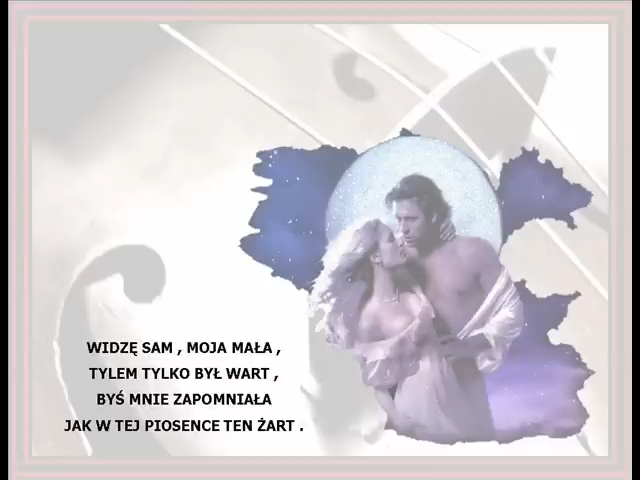 WIDZĘ SAM , MOJA MAŁA ,
TYLEM TYLKO BYŁ WART ,
BYŚ MNIE ZAPOMNIAŁA
JAK W TEJ PIOSENCE TEN ŻART .